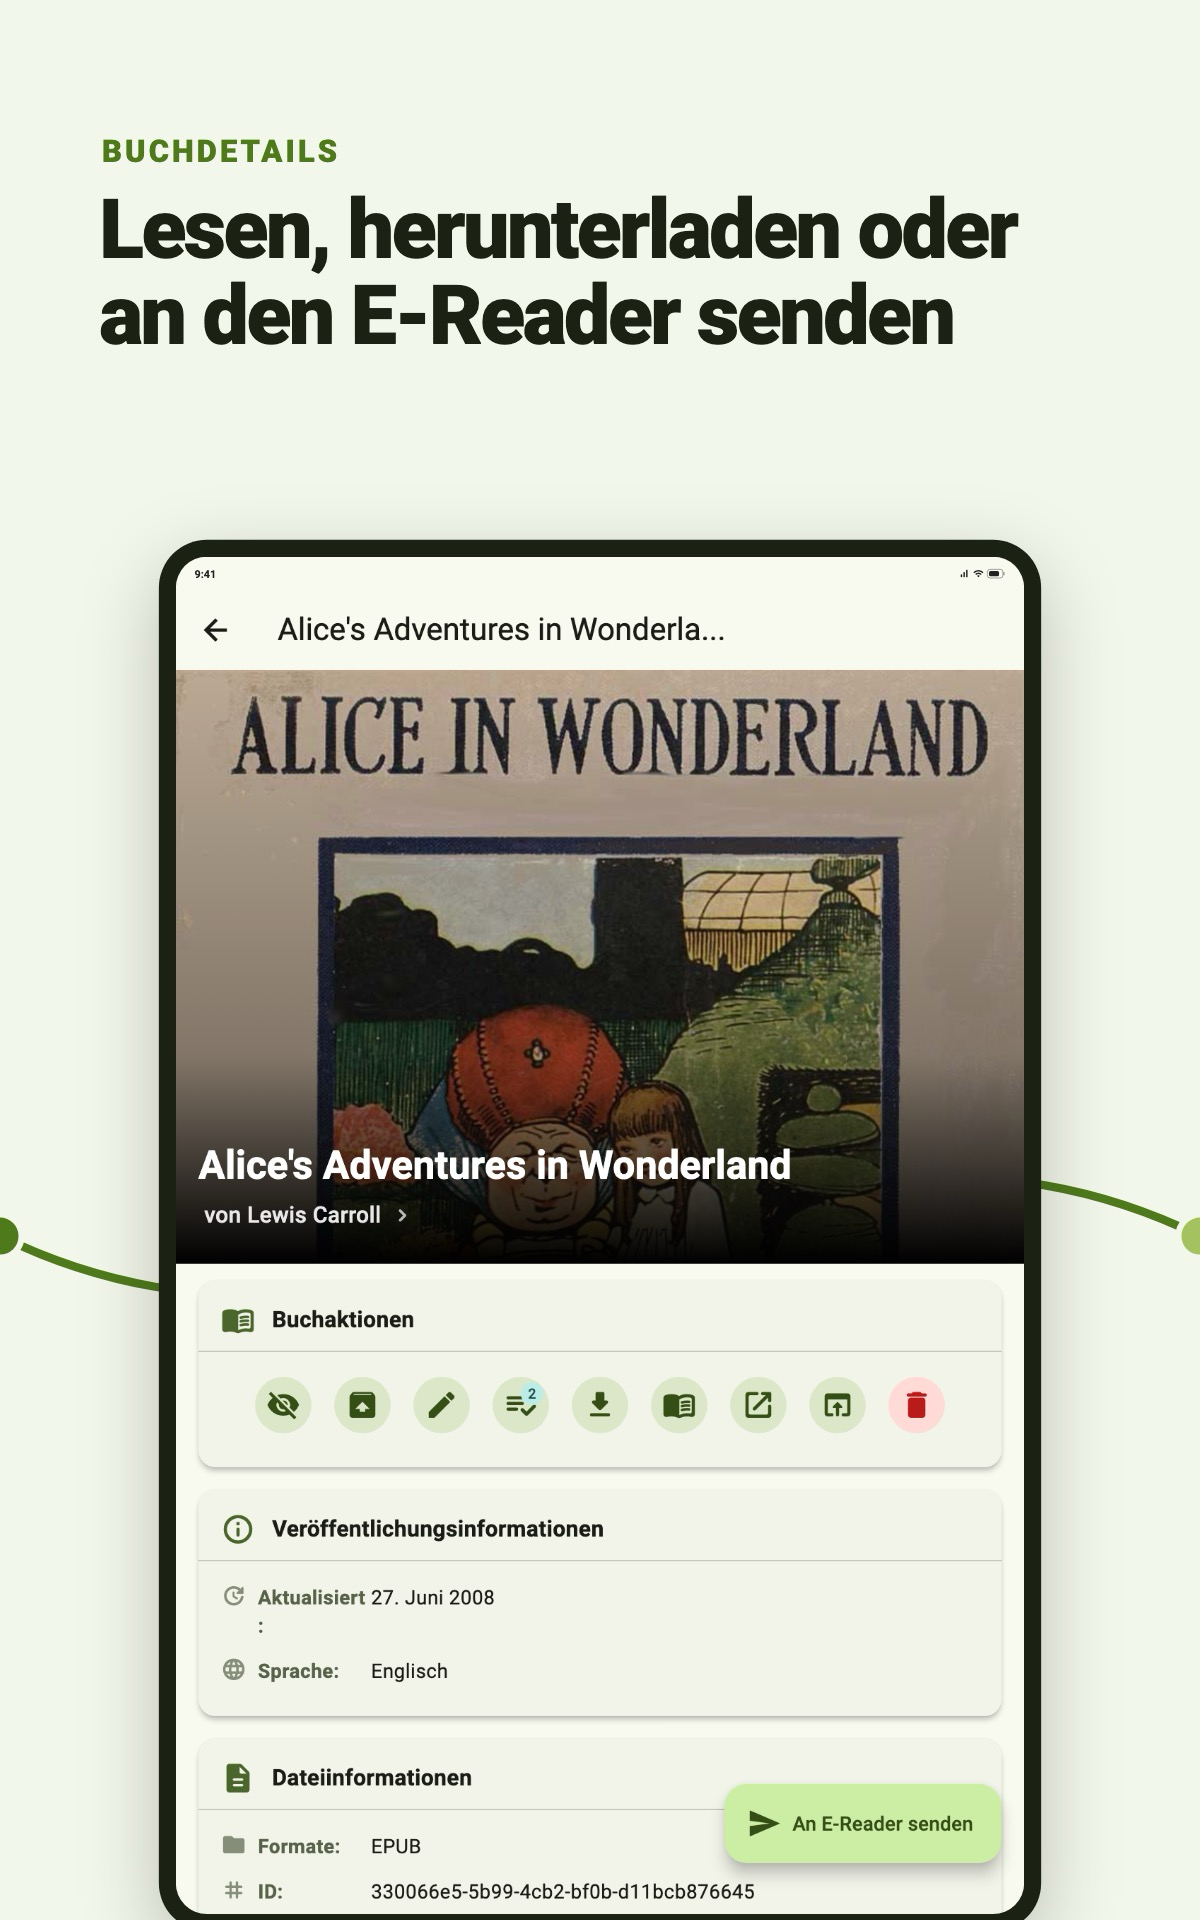 BUCHDETAILS
Lesen, herunterladen oder
an den E-Reader senden
9:41
Alice's Adventures in Wonderla...
ALICE IN WONDERLAND
Alice's Adventures in Wonderland
von Lewis Carroll
Buchaktionen
2
Veröffentlichungsinformationen
Aktualisiert 27. Juni 2008
:
Sprache: Englisch
Dateiinformationen
An E-Reader senden
Formate: EPUB
ID: 330066e5-5b99-4cb2-bf0b-d11bcb876645